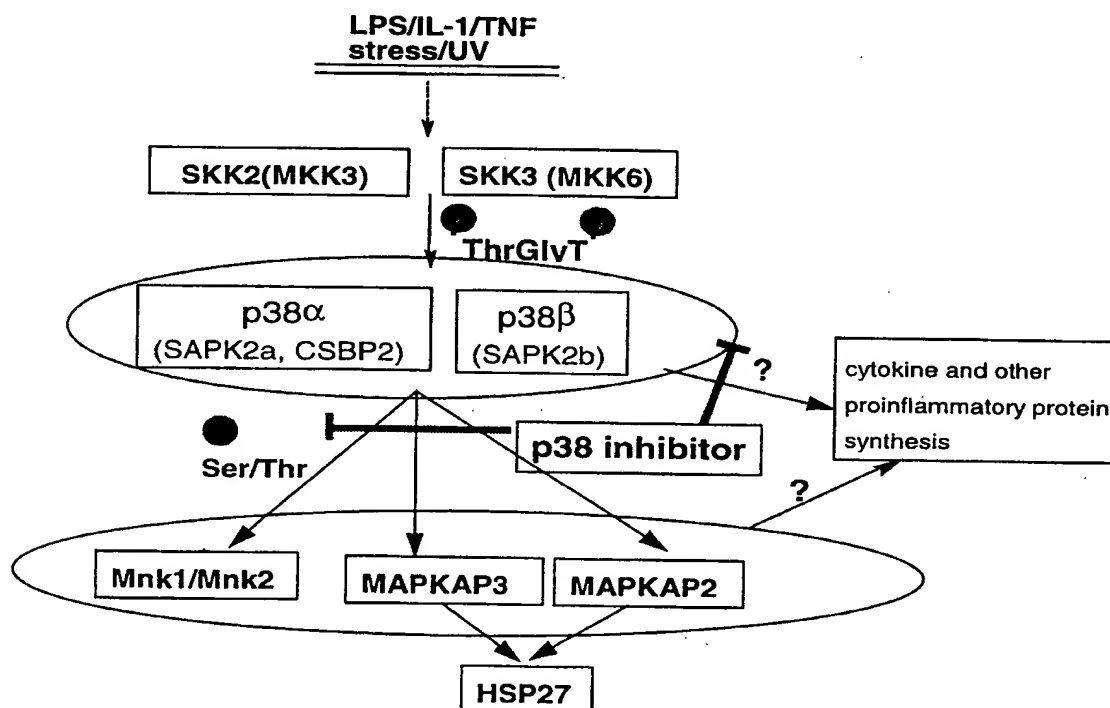 LPS/IL-1/TNF
stress/UV
SKK2(MKK3)
SKK3 (MKK6)
ThrGlvT
p38α
(SAPK2a, CSBP2)
p38β
(SAPK2b)
?
cytokine and other
proinflammatory protein
synthesis
p38 inhibitor
Ser/Thr
?
Mnk1/Mnk2
MAPKAP3
MAPKAP2
HSP27